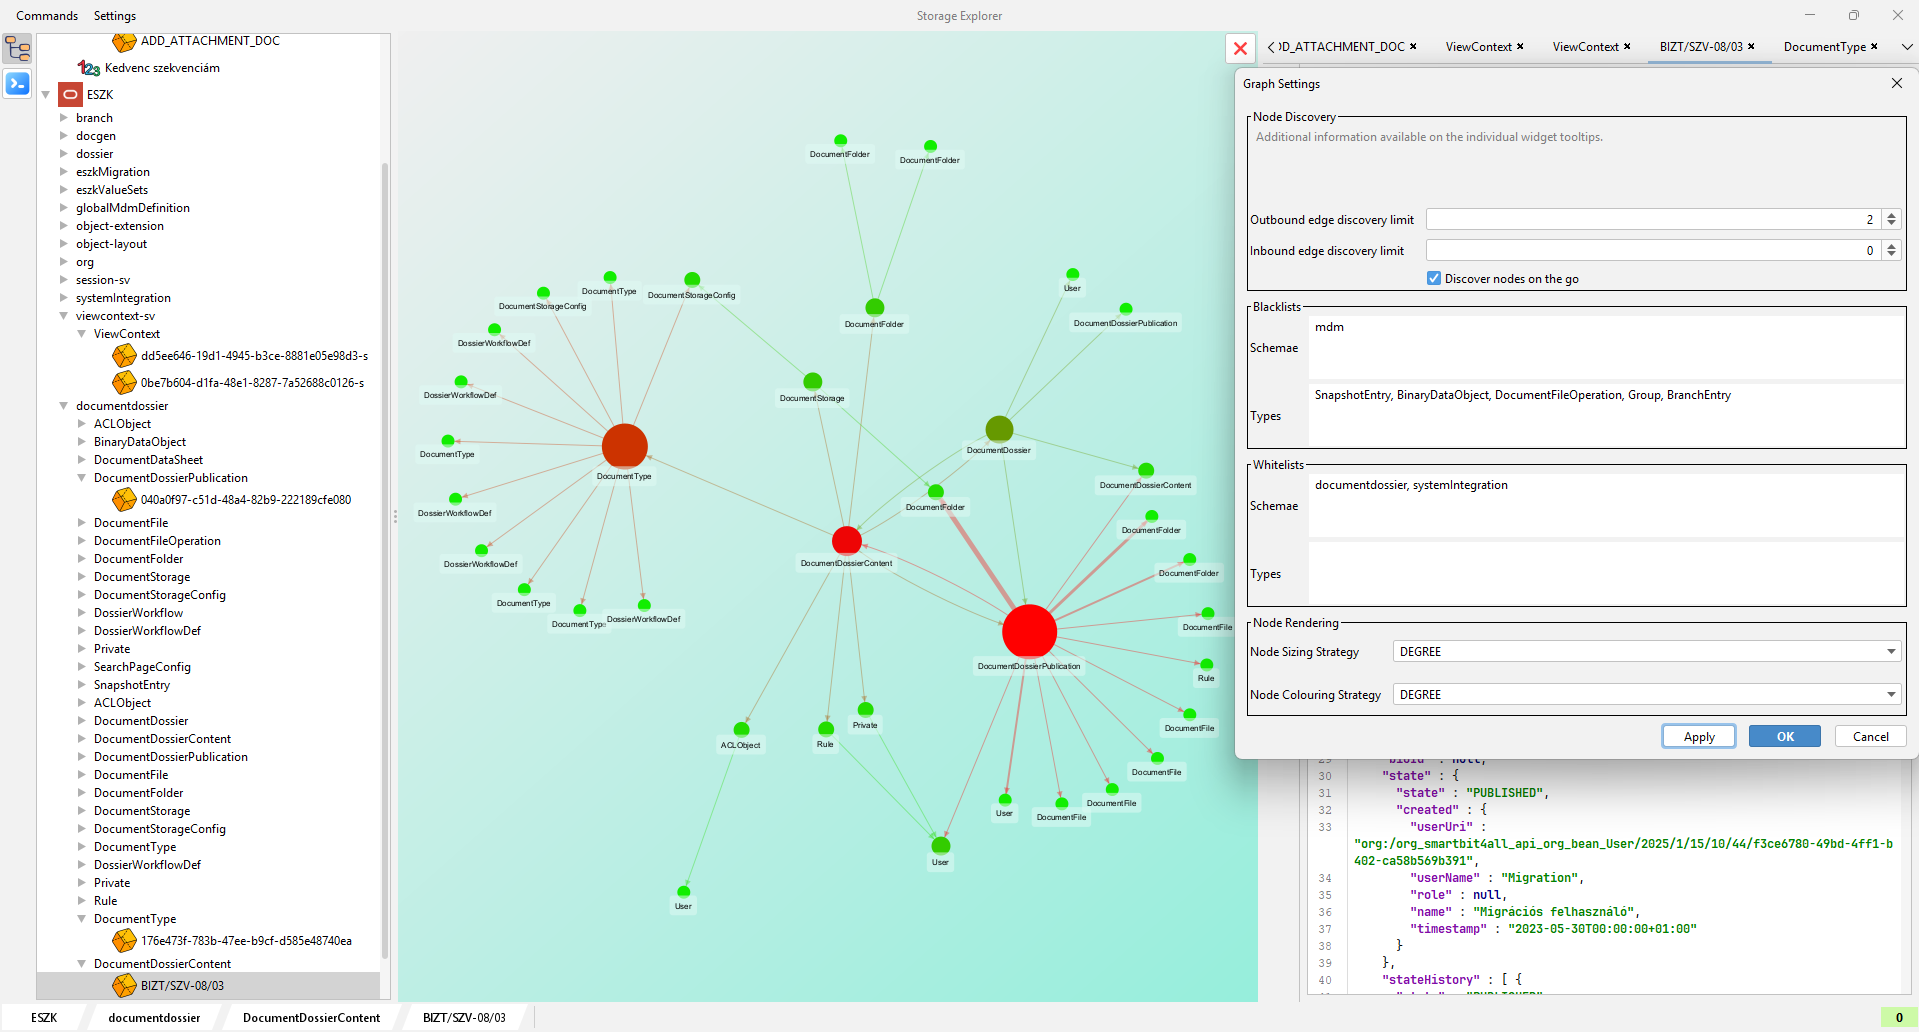 Commands
Settings
Storage Explorer
ADD_ATTACHMENT_DOC
Kedvenc szekvenciám
ESZK
branch
docgen
dossier
eszkMigration
eszkValueSets
globalMdmDefinition
object-extension
object-layout
org
session-sv
systemIntegration
viewcontext-sv
ViewContext
dd5ee646-19d1-4945-b3ce-8881e05e98d3-s
0be7b604-d1fa-48e1-8287-7a52688c0126-s
documentdossier
ACLObject
BinaryDataObject
DocumentDataSheet
DocumentDossierPublication
040a0f97-c51d-48a4-82b9-222189cfe080
DocumentFile
DocumentFileOperation
DocumentFolder
DocumentStorage
DocumentStorageConfig
DossierWorkflow
DossierWorkflowDef
Private
SearchPageConfig
SnapshotEntry
ACLObject
DocumentDossier
DocumentDossierContent
DocumentDossierPublication
DocumentFile
DocumentFolder
DocumentStorage
DocumentStorageConfig
DocumentType
DossierWorkflowDef
Private
Rule
DocumentType
176e473f-783b-47ee-b9cf-d585e48740ea
DocumentDossierContent
BIZT/SZV-08/03
DocumentFolder
DocumentFolder
User
DocumentType
DocumentStorageConfig
DocumentStorageConfig
DocumentFolder
DocumentDossierPublication
DossierWorkflowDef
DossierWorkflowDef
DocumentStorage
DocumentType
DocumentType
DocumentDossier
DocumentDossierContent
DossierWorkflowDef
DocumentFolder
DocumentFolder
DossierWorkflowDef
DocumentDossierContent
DocumentFolder
DocumentType
DocumentType
DossierWorkflowDef
DocumentFile
DocumentDossierPublication
Rule
Private
DocumentFile
ACLObject
Rule
DocumentFile
User
DocumentFile
DocumentFile
User
User
DD_ATTACHMENT_DOC
ViewContext
ViewContext
BIZT/SZV-08/03
DocumentType
Graph Settings
Node Discovery
Additional information available on the individual widget tooltips.
Outbound edge discovery limit 2
Inbound edge discovery limit 0
Discover nodes on the go
Blacklists
Schemae mdm
Types SnapshotEntry, BinaryDataObject, DocumentFileOperation, Group, BranchEntry
Whitelists
Schemae documentdossier, systemIntegration
Types
Node Rendering
Node Sizing Strategy DEGREE
Node Colouring Strategy DEGREE
Apply OK Cancel
30 "state" : {
31 "state" : "PUBLISHED",
32 "created" : {
33 "userUri" :
"org:/org_smartbit4all_api_org_bean_User/2025/1/15/10/44/f3ce6780-49bd-4ff1-b
402-ca58b569b391",
34 "userName" : "Migration",
35 "role" : null,
36 "name" : "Migrációs felhasználó",
37 "timestamp" : "2023-05-30T00:00:00+01:00"
38 }
39 },
40 "stateHistory" : [ {
ESZK
documentdossier
DocumentDossierContent
BIZT/SZV-08/03
0